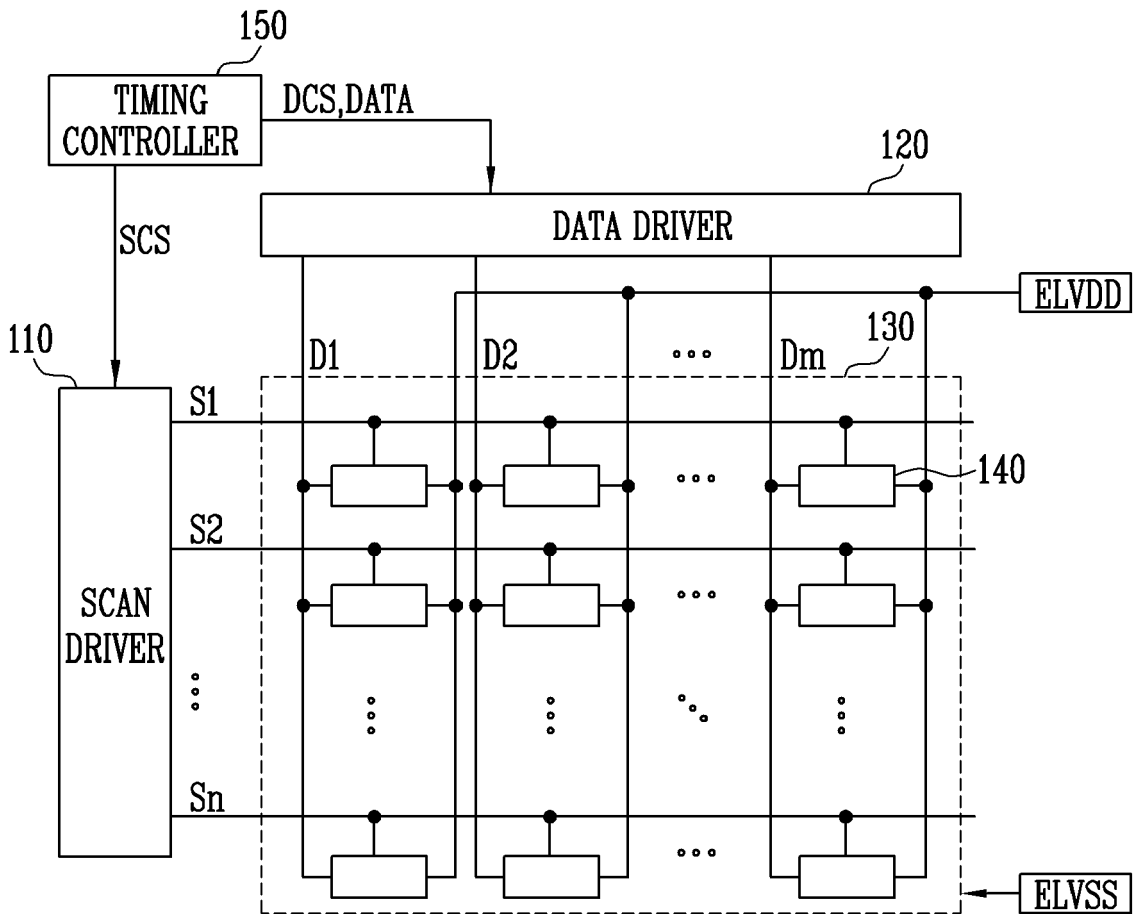 150
TIMING
CONTROLLER
DCS,DATA
120
DATA DRIVER
SCS
ELVDD
110
130
D1
D2
Dm
S1
140
S2
SCAN
DRIVER
Sn
ELVSS